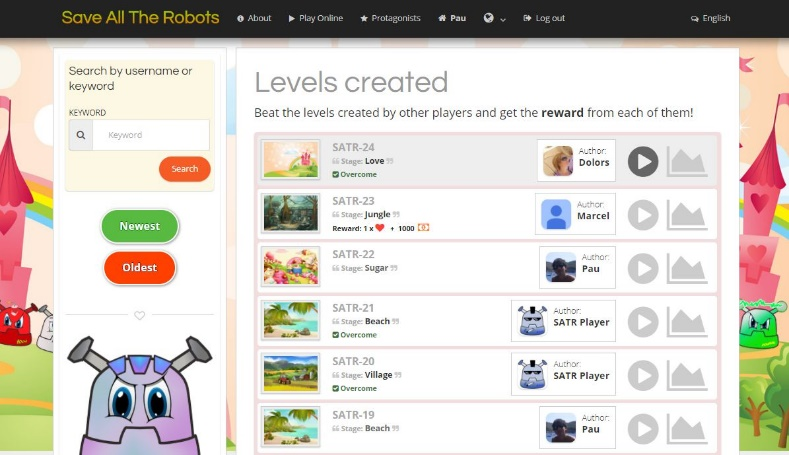 Save All The Robots
About
Play Online
Protagonists
Pau
Log out
English
Search by username or
keyword
KEYWORD
Keyword
Search
Newest
Oldest
Levels created
Beat the levels created by other players and get the reward from each of them!
SATR-24
Stage: Love
Overcome
Author:
Dolors
SATR-23
Stage: Jungle
Reward: 1 x + 1000
Author:
Marcel
SATR-22
Stage: Sugar
Author:
Pau
SATR-21
Stage: Beach
Overcome
Author:
SATR Player
SATR-20
Stage: Village
Overcome
Author:
SATR Player
SATR-19
Stage: Beach
Author:
Pau